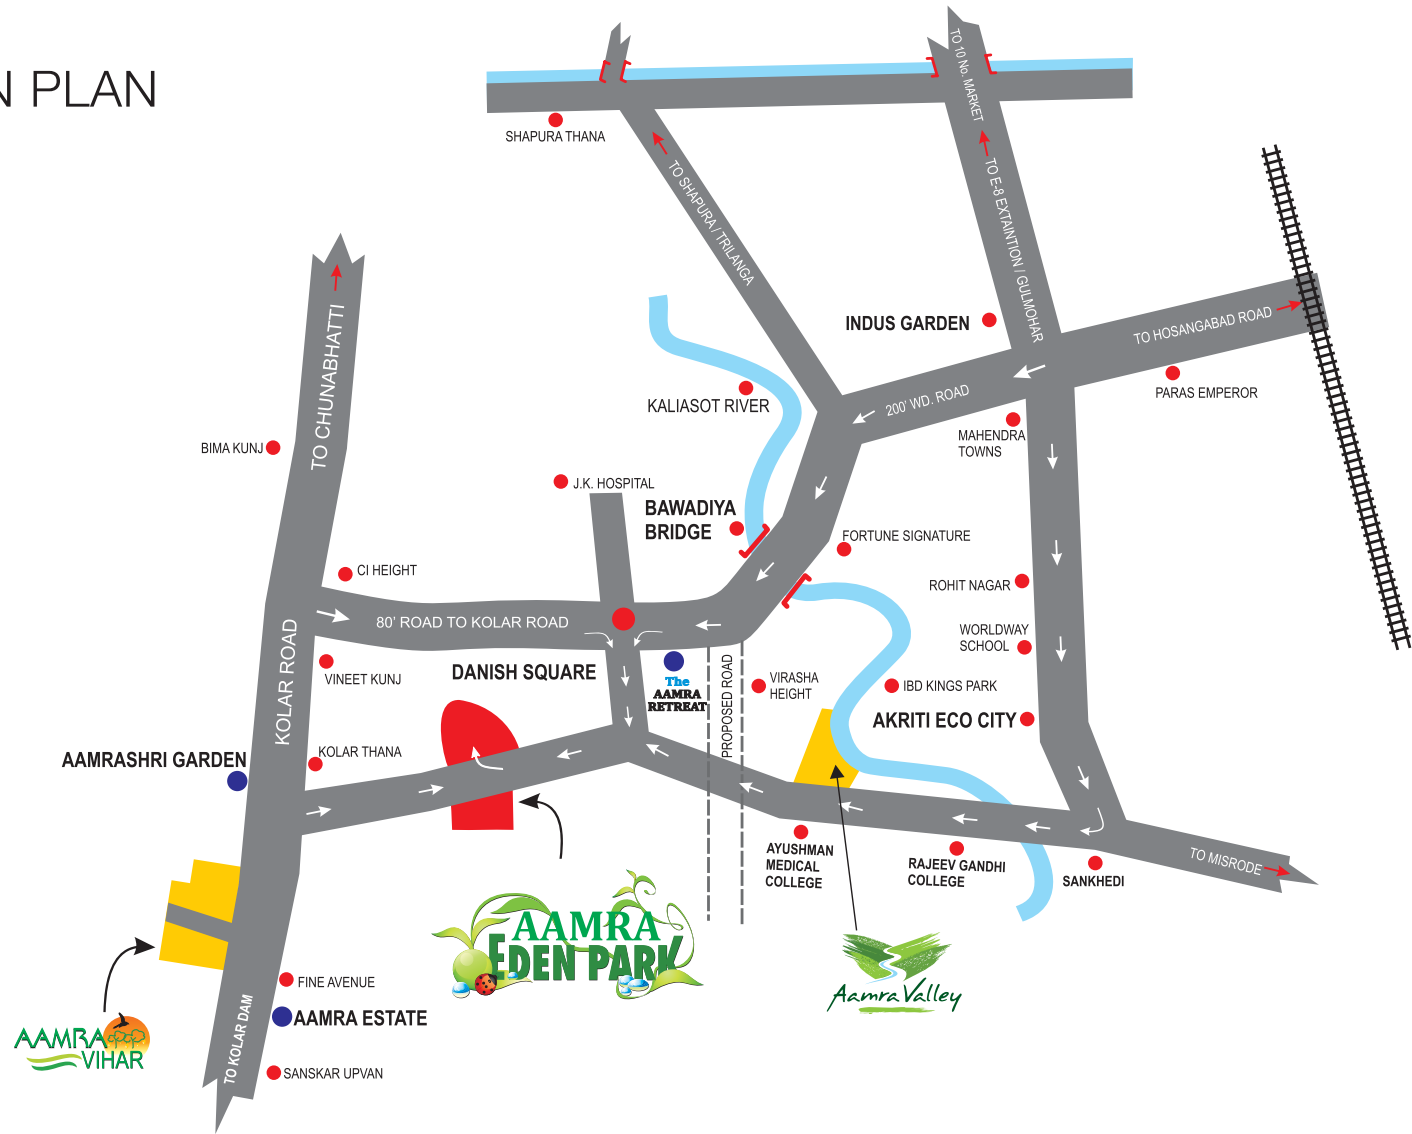 N PLAN
TO 10 No. MARKET
SHAPURA THANA
TO SHAPURA / TRILANGA
TO E-8 EXTAINTION / GULMOHAR
INDUS GARDEN
TO HOSANGABAD ROAD
PARAS EMPEROR
200' WD. ROAD
KALIASOT RIVER
MAHENDRA
TOWNS
TO CHUNABHATTI
BIMA KUNJ
J.K. HOSPITAL
BAWADIYA
BRIDGE
FORTUNE SIGNATURE
CI HEIGHT
ROHIT NAGAR
80' ROAD TO KOLAR ROAD
WORLDWAY
SCHOOL
KOLAR ROAD
VINEET KUNJ
DANISH SQUARE
The
AAMRA
RETREAT
PROPOSED ROAD
VIRASHA
HEIGHT
IBD KINGS PARK
AKRITI ECO CITY
KOLAR THANA
AAMRASHRI GARDEN
AYUSHMAN
MEDICAL
COLLEGE
RAJEEV GANDHI
COLLEGE
SANKHEDI
TO MISRODE
AAMRA
EDEN PARK
Aamra Valley
FINE AVENUE
AAMRA ESTATE
AAMRA
VIHAR
TO KOLAR DAM
SANSKAR UPVAN